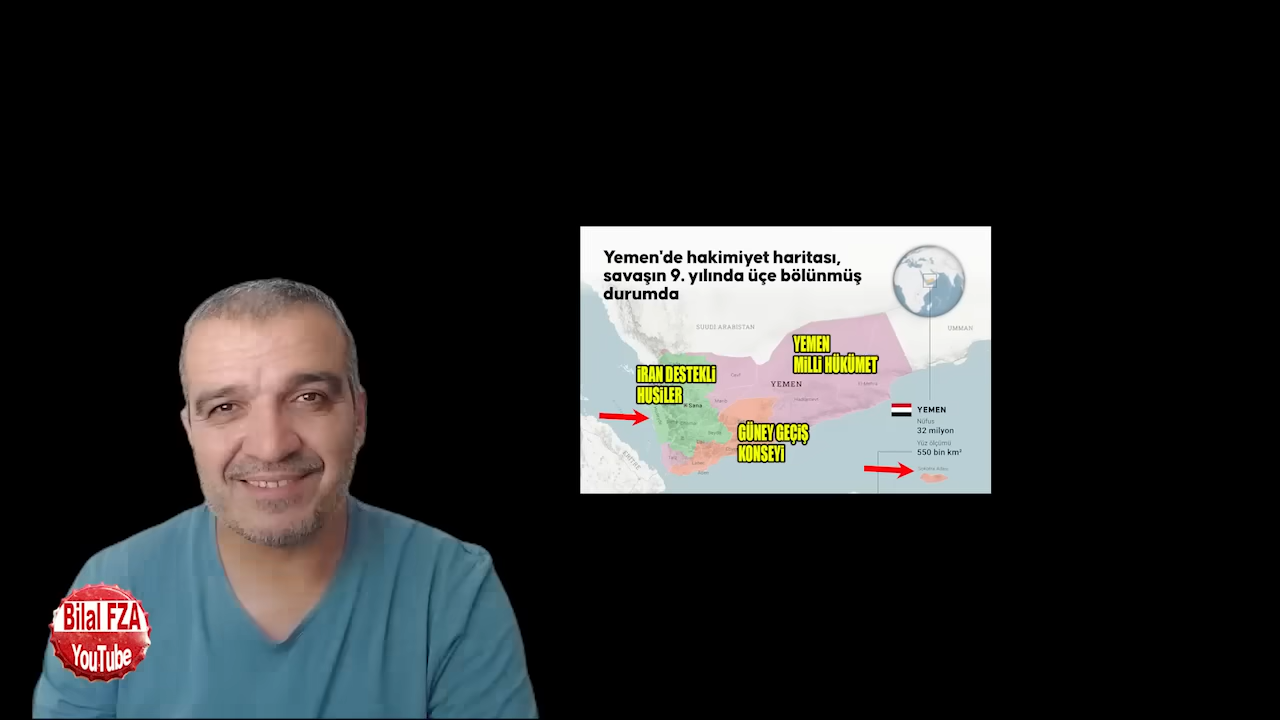 Yemen'de hakimiyet haritası,
savaşın 9. yılında üçe bölünmüş
durumda
SUUDİ ARABİSTAN
UMMAN
YEMEN
MİLLİ HÜKÜMET
İRAN DESTEKLİ
HUSİLER
YEMEN
Sana
GÜNEY GEÇİŞ
KONSEYİ
YEMEN
Nüfus
32 milyon
Yüz ölçümü
550 bin km²
Bilal FZA
YouTube